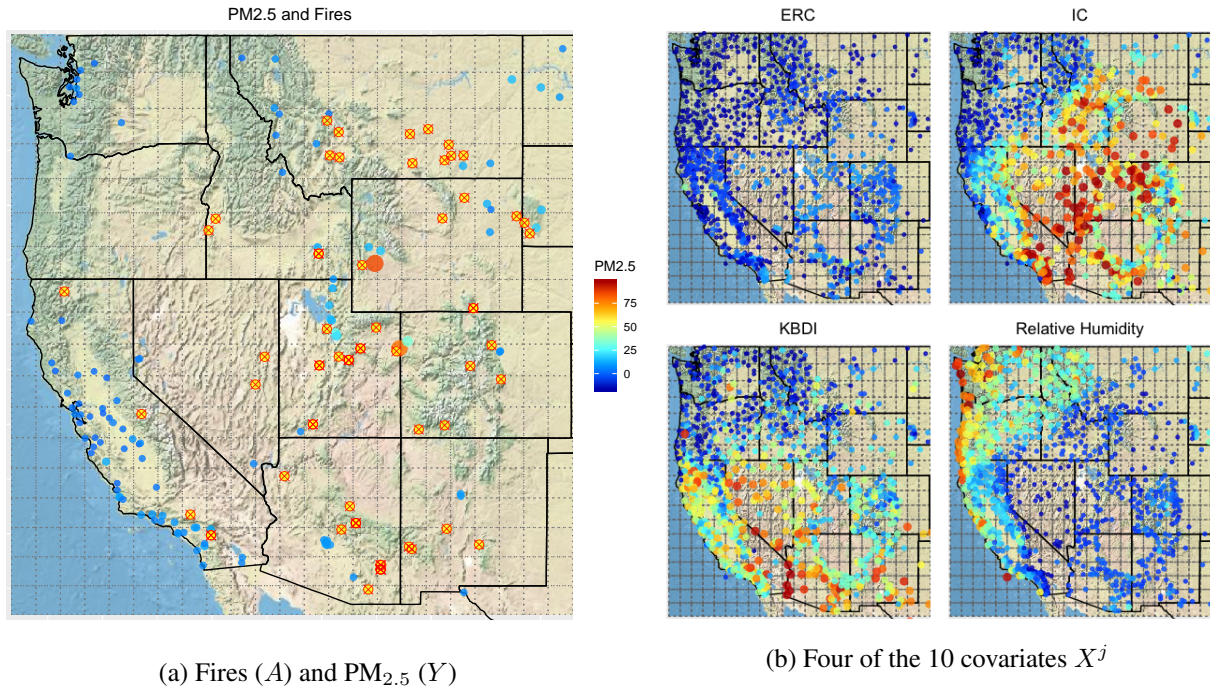 PM2.5 and Fires
PM2.5
75
50
25
0
(a) Fires (A) and PM2.5 (Y)
ERC
IC
KBDI
Relative Humidity
(b) Four of the 10 covariates X^j